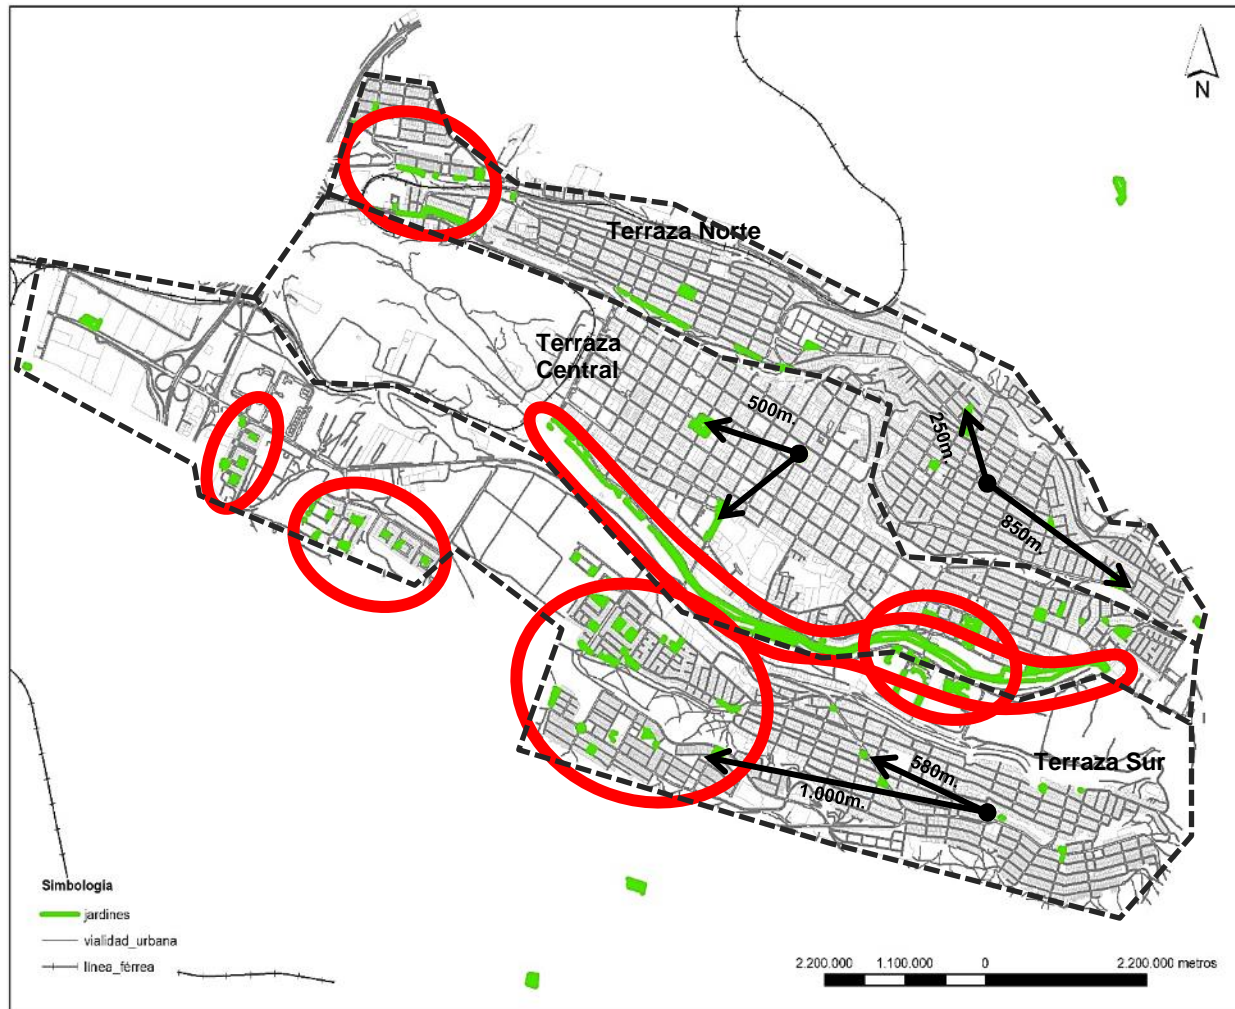 N
Terraza Norte
Terraza
Central
500m.
250m.
850m.
Terraza Sur
580m.
1.000m.
Simbología
jardines
vialidad_urbana
línea_férrea
2.200.000 1.100.000 0 2.200.000 metros